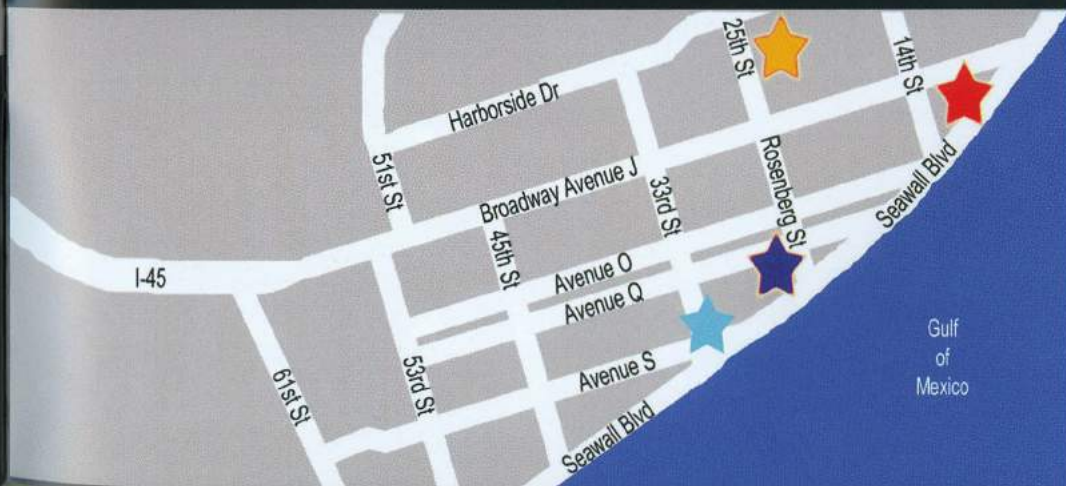 25th St
14th St
Harborside Dr
51st St
Broadway Avenue J
33rd St
Rosenberg St
Seawall Blvd
45th St
Avenue O
Avenue Q
I-45
Gulf
of
Mexico
61st St
53rd St
Avenue S
Seawall Blvd